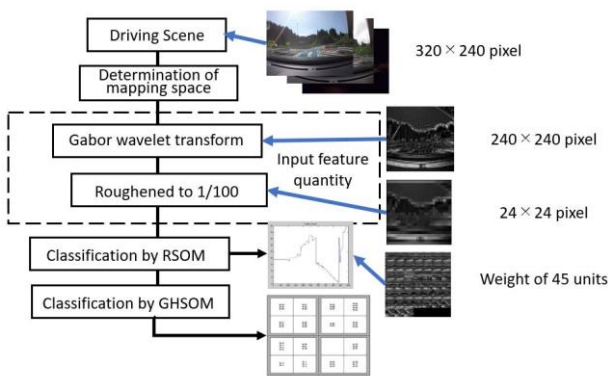 Driving Scene
320 × 240 pixel
Determination of
mapping space
Gabor wavelet transform
240 × 240 pixel
Input feature
quantity
Roughened to 1/100
24 × 24 pixel
Classification by RSOM
Weight of 45 units
Classification by GHSOM